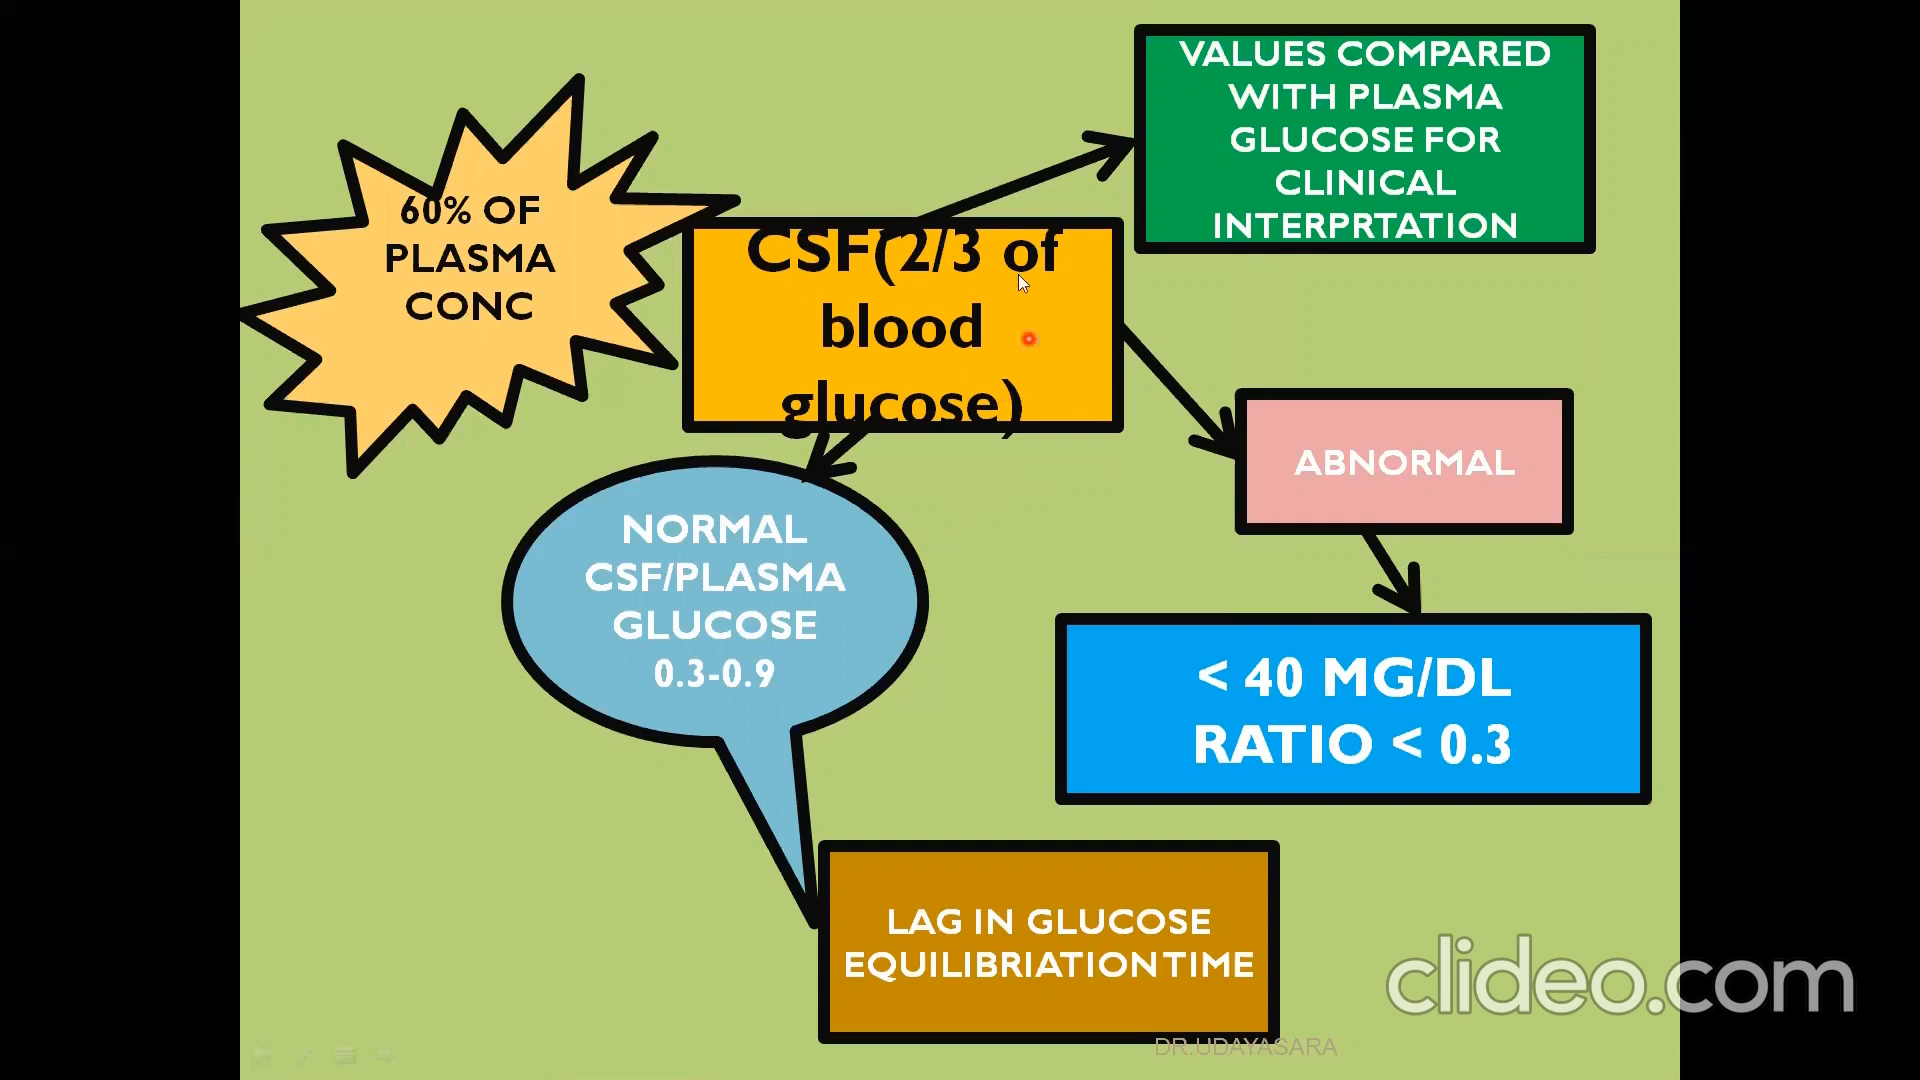 VALUES COMPARED
WITH PLASMA
GLUCOSE FOR
CLINICAL
INTERPRTATION
60% OF
PLASMA
CONC
CSF(2/3 of
blood
glucose)
ABNORMAL
NORMAL
CSF/PLASMA
GLUCOSE
0.3-0.9
< 40 MG/DL
RATIO < 0.3
LAG IN GLUCOSE
EQUILIBRIATION TIME
clideo.com
DR.UDAYASARA